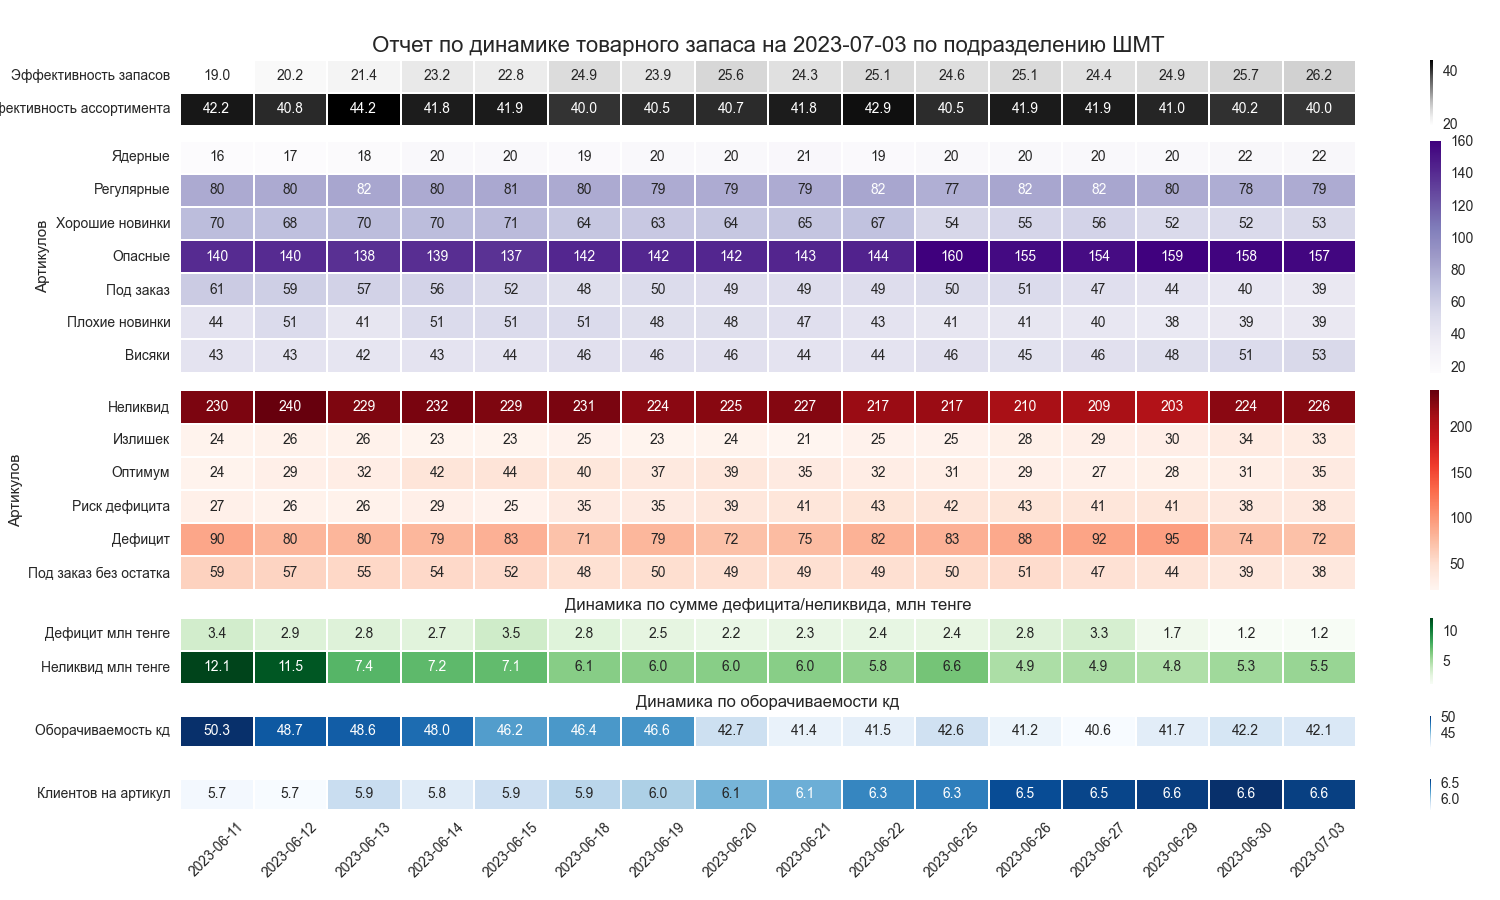 Отчет по динамике товарного запаса на 2023-07-03 по подразделению ШМТ
Эффективность запасов 19.0 20.2 21.4 23.2 22.8 24.9 23.9 25.6 24.3 25.1 24.6 25.1 24.4 24.9 25.7 26.2
фективность ассортимента 42.2 40.8 44.2 41.8 41.9 40.0 40.5 40.7 41.8 42.9 40.5 41.9 41.9 41.0 40.2 40.0
40
20
Артикулов
Ядерные 16 17 18 20 20 19 20 20 21 19 20 20 20 20 22 22
Регулярные 80 80 82 80 81 80 79 79 79 82 77 82 82 80 78 79
Хорошие новинки 70 68 70 70 71 64 63 64 65 67 54 55 56 52 52 53
Опасные 140 140 138 139 137 142 142 142 143 144 160 155 154 159 158 157
Под заказ 61 59 57 56 52 48 50 49 49 49 50 51 47 44 40 39
Плохие новинки 44 51 41 51 51 51 48 48 47 43 41 41 40 38 39 39
Висяки 43 43 42 43 44 46 46 46 44 44 46 45 46 48 51 53
160
140
120
100
80
60
40
20
Артикулов
Неликвид 230 240 229 232 229 231 224 225 227 217 217 210 209 203 224 226
Излишек 24 26 26 23 23 25 23 24 21 25 25 28 29 30 34 33
Оптимум 24 29 32 42 44 40 37 39 35 32 31 29 27 28 31 35
Риск дефицита 27 26 26 29 25 35 35 39 41 43 42 43 41 41 38 38
Дефицит 90 80 80 79 83 71 79 72 75 82 83 88 92 95 74 72
Под заказ без остатка 59 57 55 54 52 48 50 49 49 49 50 51 47 44 39 38
200
150
100
50
Динамика по сумме дефицита/неликвида, млн тенге
Дефицит млн тенге 3.4 2.9 2.8 2.7 3.5 2.8 2.5 2.2 2.3 2.4 2.4 2.8 3.3 1.7 1.2 1.2
Неликвид млн тенге 12.1 11.5 7.4 7.2 7.1 6.1 6.0 6.0 6.0 5.8 6.6 4.9 4.9 4.8 5.3 5.5
10
5
Динамика по оборачиваемости кд
Оборачиваемость кд 50.3 48.7 48.6 48.0 46.2 46.4 46.6 42.7 41.4 41.5 42.6 41.2 40.6 41.7 42.2 42.1
50
45
Клиентов на артикул 5.7 5.7 5.9 5.8 5.9 5.9 6.0 6.1 6.1 6.3 6.3 6.5 6.5 6.6 6.6 6.6
6.5
6.0
2023-06-11 2023-06-12 2023-06-13 2023-06-14 2023-06-15 2023-06-18 2023-06-19 2023-06-20 2023-06-21 2023-06-22 2023-06-25 2023-06-26 2023-06-27 2023-06-29 2023-06-30 2023-07-03